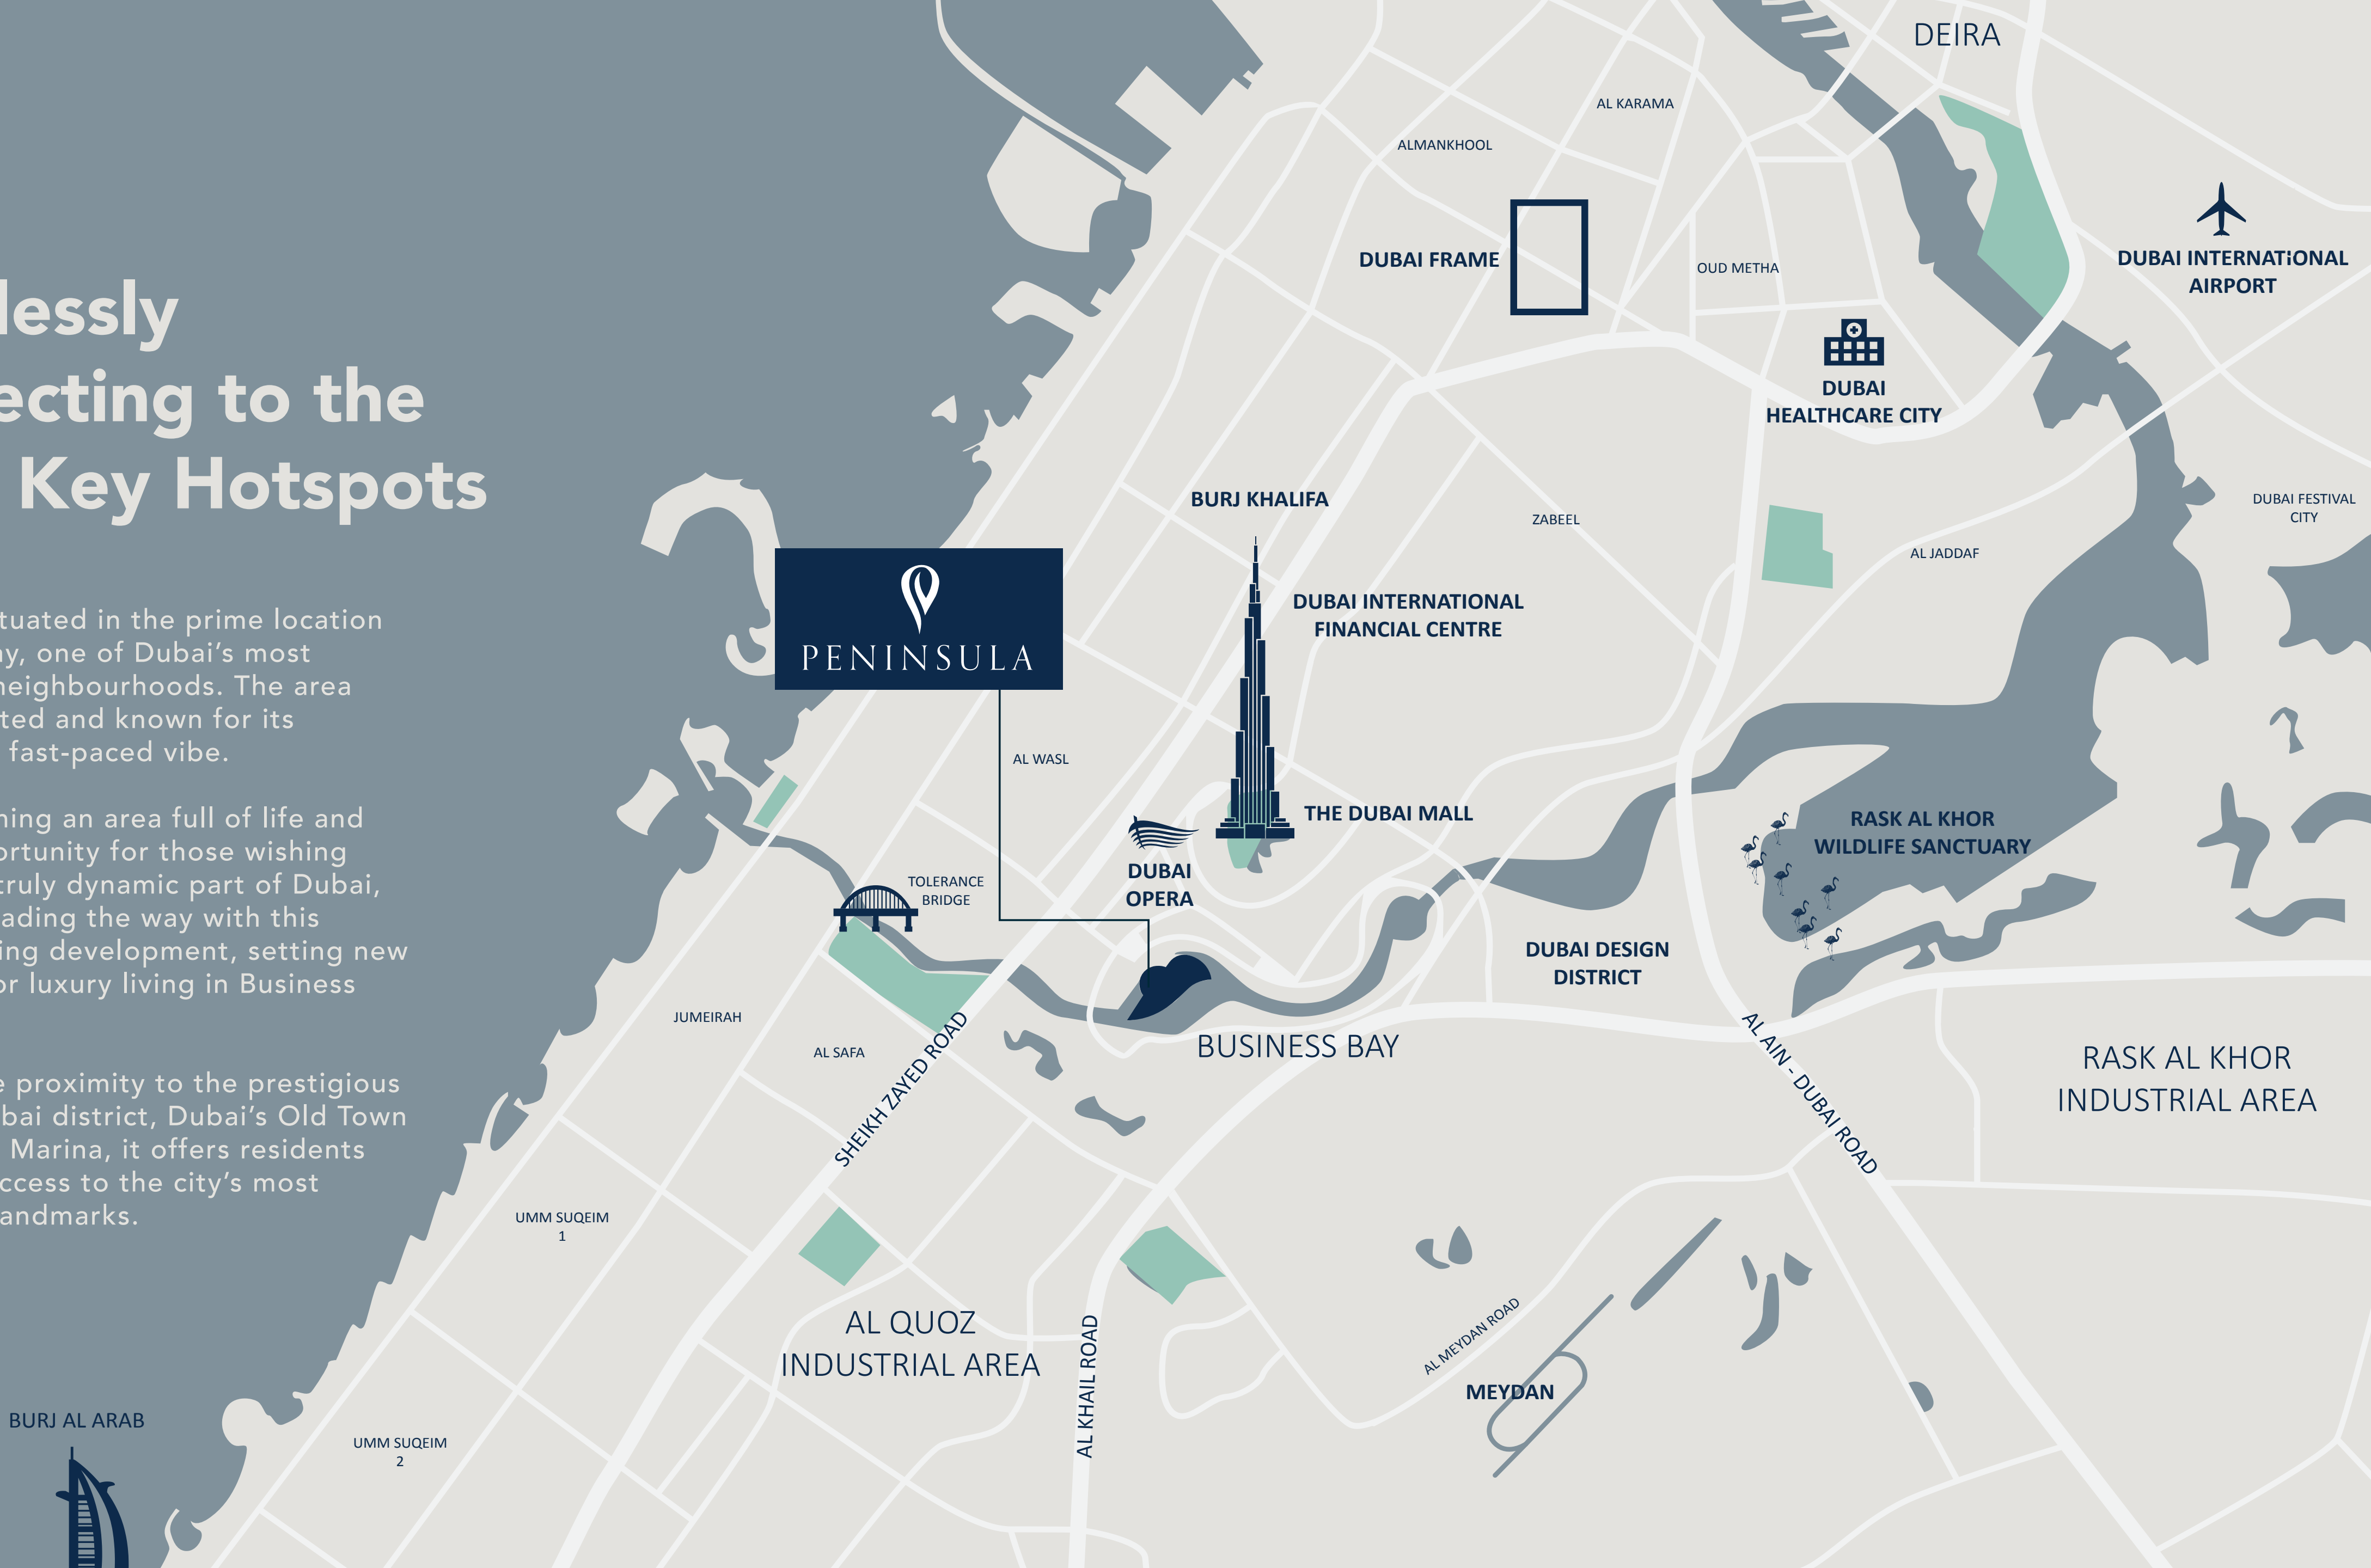 lessly
ecting to the
Key Hotspots
tuated in the prime location
ay, one of Dubai’s most
neighbourhoods. The area
ted and known for its
fast-paced vibe.
ning an area full of life and
ortunity for those wishing
truly dynamic part of Dubai,
ading the way with this
ing development, setting new
or luxury living in Business
e proximity to the prestigious
bai district, Dubai’s Old Town
Marina, it offers residents
ccess to the city’s most
andmarks.
DEIRA
AL KARAMA
ALMANKHOOL
DUBAI FRAME
OUD METHA
DUBAI INTERNATiONAL
AIRPORT
DUBAI
HEALTHCARE CITY
BURJ KHALIFA
ZABEEL
DUBAI FESTIVAL
CITY
AL JADDAF
PENINSULA
DUBAI INTERNATIONAL
FINANCIAL CENTRE
AL WASL
THE DUBAI MALL
RASK AL KHOR
WILDLIFE SANCTUARY
DUBAI
OPERA
TOLERANCE
BRIDGE
DUBAI DESIGN
DISTRICT
JUMEIRAH
AL SAFA
SHEIKH ZAYED ROAD
BUSINESS BAY
AL AIN - DUBAI ROAD
RASK AL KHOR
INDUSTRIAL AREA
UMM SUQEIM
1
AL QUOZ
INDUSTRIAL AREA
AL KHAIL ROAD
AL MEYDAN ROAD
MEYDAN
BURJ AL ARAB
UMM SUQEIM
2